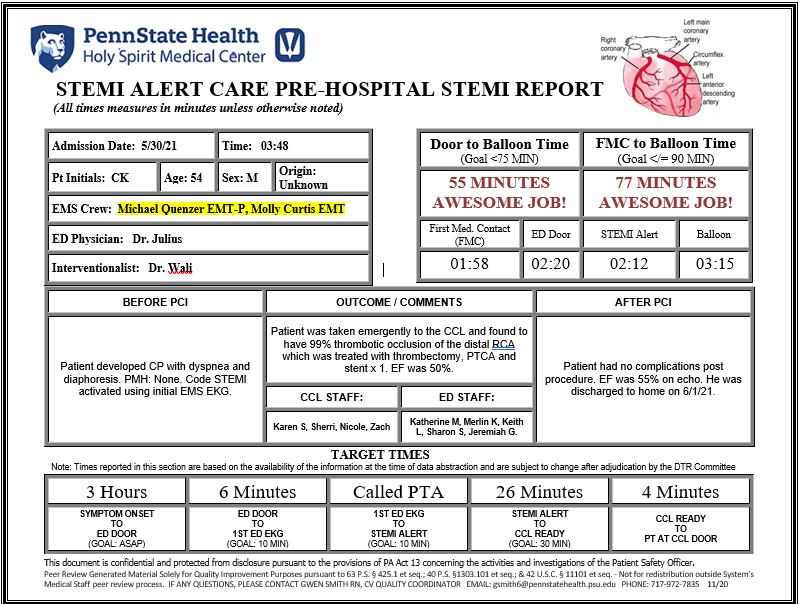 PennState Health
Holy Spirit Medical Center
Left main
coronary
artery
Right
coronary
artery
Circumflex
artery
Left
anterior
descending
artery
STEMI ALERT CARE PRE-HOSPITAL STEMI REPORT
(All times measures in minutes unless otherwise noted)
Admission Date: 5/30/21
Time: 03:48
Pt Initials: CK
Age: 54
Sex: M
Origin:
Unknown
EMS Crew: Michael Quenzer EMT-P, Molly Curtis EMT
ED Physician: Dr. Julius
Interventionalist: Dr. Wali
Door to Balloon Time
(Goal <75 MIN)
FMC to Balloon Time
(Goal </= 90 MIN)
55 MINUTES
AWESOME JOB!
77 MINUTES
AWESOME JOB!
First Med. Contact
(FMC)
ED Door
STEMI Alert
Balloon
01:58
02:20
02:12
03:15
BEFORE PCI
OUTCOME / COMMENTS
AFTER PCI
Patient developed CP with dyspnea and
diaphoresis. PMH: None. Code STEMI
activated using initial EMS EKG.
Patient was taken emergently to the CCL and found to
have 99% thrombotic occlusion of the distal RCA
which was treated with thrombectomy, PTCA and
stent x 1. EF was 50%.
CCL STAFF:
ED STAFF:
Karen S, Sherri, Nicole, Zach
Katherine M, Merlin K, Keith
L, Sharon S, Jeremiah G.
Patient had no complications post
procedure. EF was 55% on echo. He was
discharged to home on 6/1/21.
TARGET TIMES
Note: Times reported in this section are based on the availability of the information at the time of data abstraction and are subject to change after adjudication by the DTR Committee
3 Hours
6 Minutes
Called PTA
26 Minutes
4 Minutes
SYMPTOM ONSET
TO
ED DOOR
(GOAL: ASAP)
ED DOOR
TO
1ST ED EKG
(GOAL: 10 MIN)
1ST ED EKG
TO
STEMI ALERT
(GOAL: 10 MIN)
STEMI ALERT
TO
CCL READY
(GOAL: 30 MIN)
CCL READY
TO
PT AT CCL DOOR
This document is confidential and protected from disclosure pursuant to the provisions of PA Act 13 concerning the activities and investigations of the Patient Safety Officer.
Peer Review Generated Material Solely for Quality Improvement Purposes pursuant to 63 P.S. § 425.1 et seq.; 40 P.S. §1303.101 et seq.; & 42 U.S.C. § 11101 et seq. - Not for redistribution outside System's
Medical Staff peer review process. IF ANY QUESTIONS, PLEASE CONTACT GWEN SMITH RN, CV QUALITY COORDINATOR EMAIL: gsmith6@pennstatehealth.psu.edu PHONE: 717-972-7835 11/20